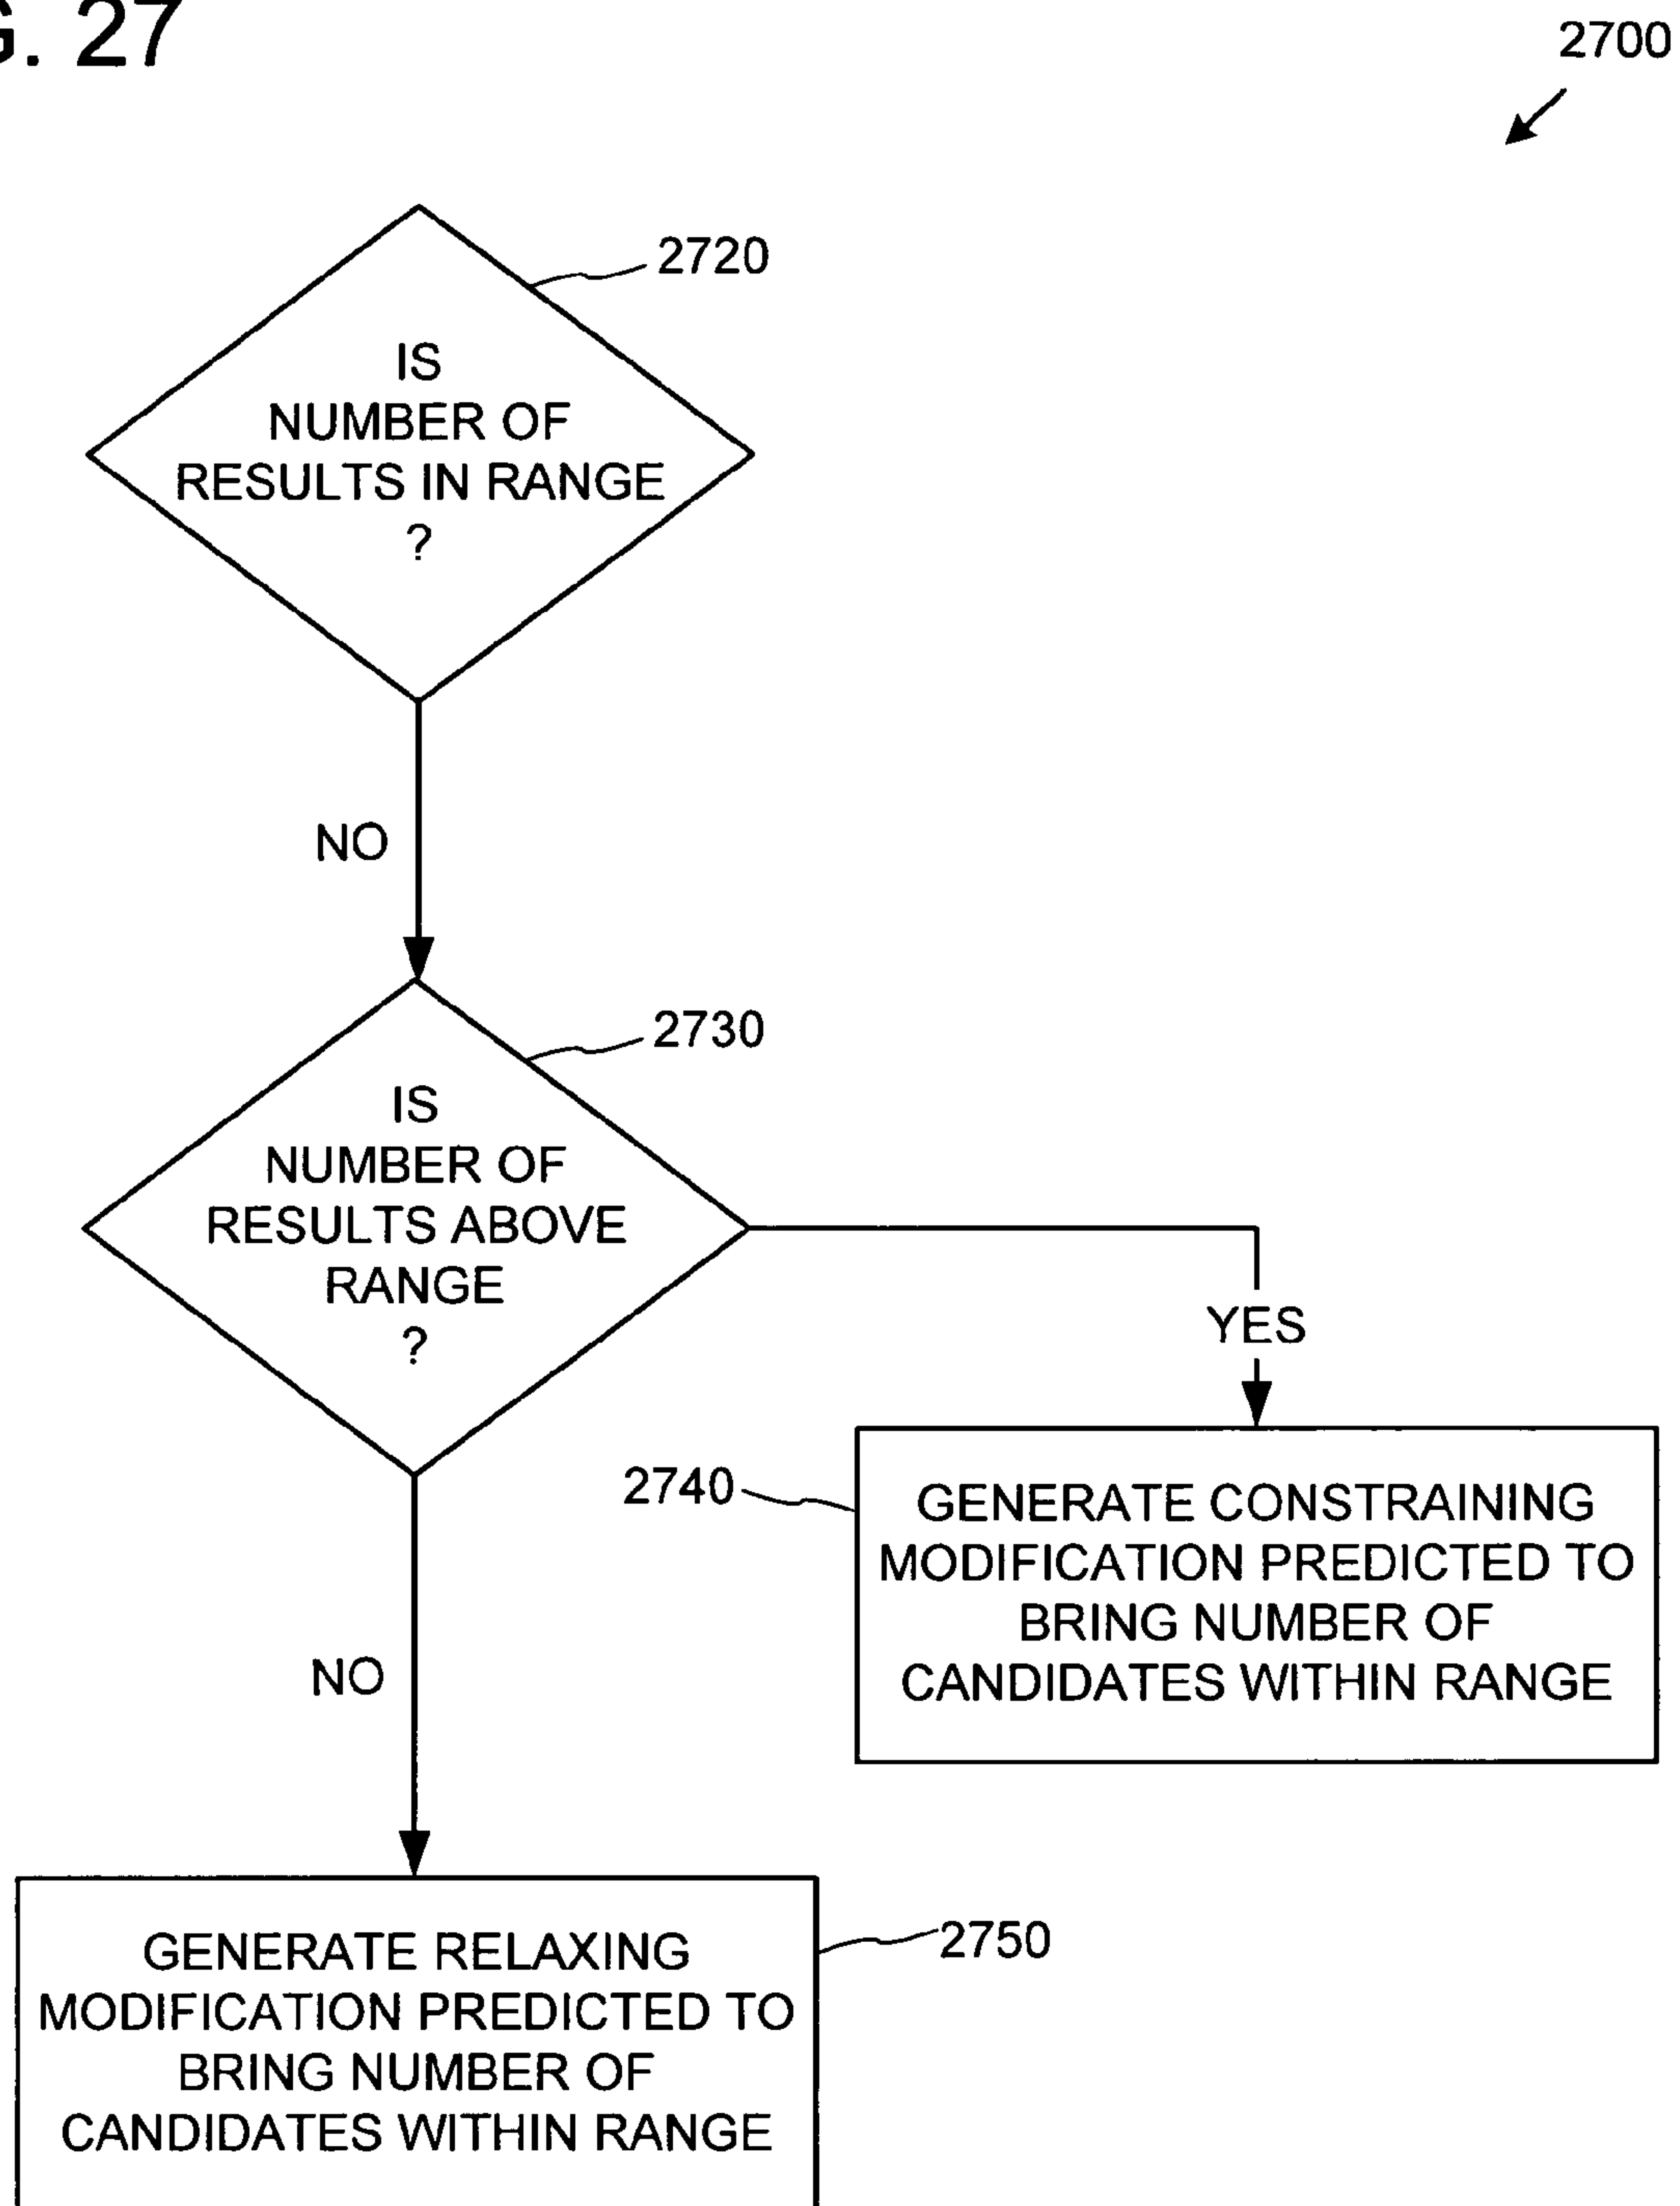 G. 27
2700
2720
IS
NUMBER OF
RESULTS IN RANGE
?
NO
2730
IS
NUMBER OF
RESULTS ABOVE
RANGE
?
YES
2740
GENERATE CONSTRAINING
MODIFICATION PREDICTED TO
BRING NUMBER OF
CANDIDATES WITHIN RANGE
NO
2750
GENERATE RELAXING
MODIFICATION PREDICTED TO
BRING NUMBER OF
CANDIDATES WITHIN RANGE